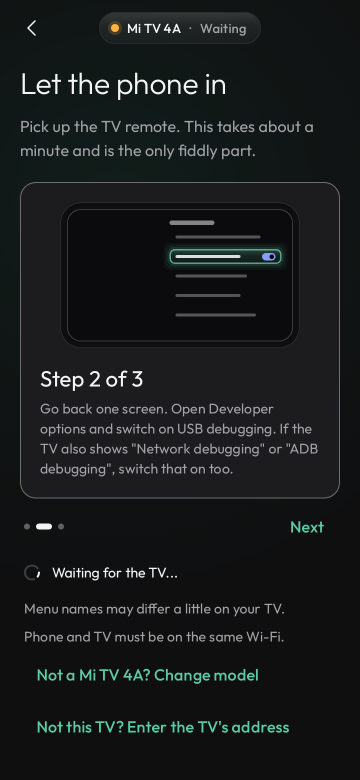 Mi TV 4A · Waiting
Let the phone in
Pick up the TV remote. This takes about a
minute and is the only fiddly part.
Step 2 of 3
Go back one screen. Open Developer
options and switch on USB debugging. If the
TV also shows "Network debugging" or "ADB
debugging", switch that on too.
Next
Waiting for the TV...
Menu names may differ a little on your TV.
Phone and TV must be on the same Wi-Fi.
Not a Mi TV 4A? Change model
Not this TV? Enter the TV's address